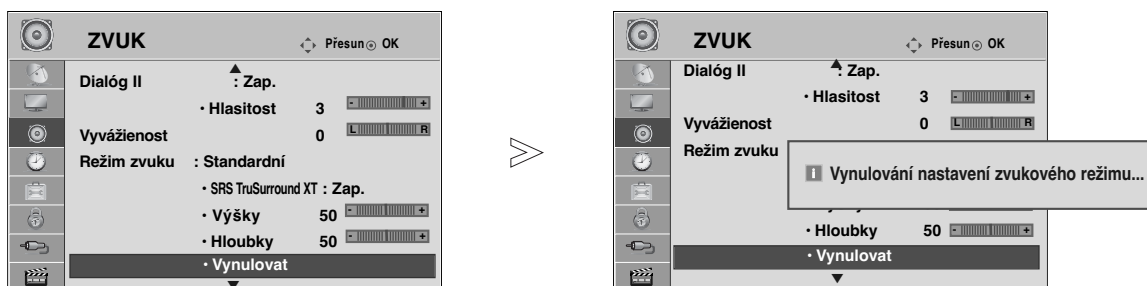 ZVUK
Přesun OK
Dialóg II : Zap.
• Hlasitost 3 - +
Vyvážienost 0 L R
Režim zvuku : Standardní
• SRS TruSurround XT : Zap.
• Výšky 50 - +
• Hloubky 50 - +
• Vynulovat
ZVUK
Přesun OK
Dialóg II : Zap.
• Hlasitost 3 - +
Vyvážienost 0 L R
Režim zvuku
i Vynulování nastavení zvukového režimu...
• Hloubky 50 - +
• Vynulovat